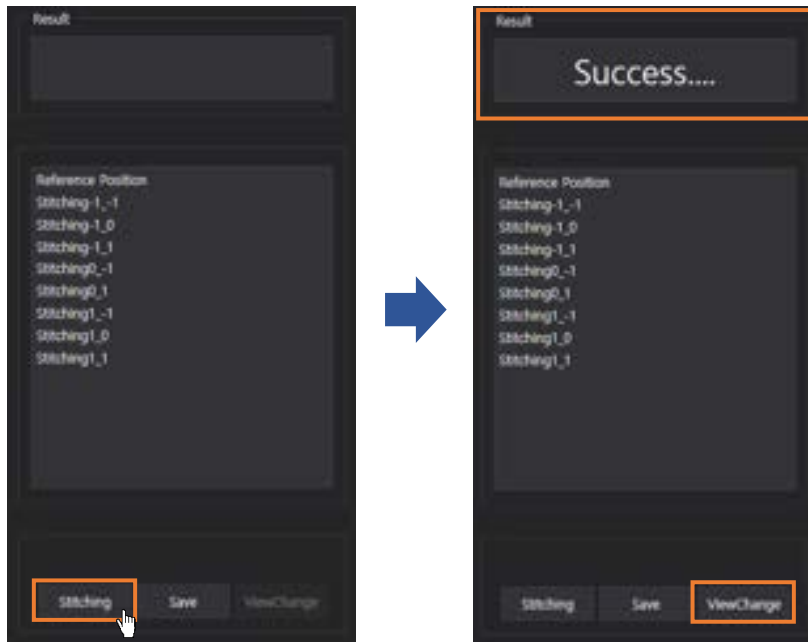 Result
Reference Position
Stitching-1_-1
Stitching-1_0
Stitching-1_1
Stitching0_-1
Stitching0_1
Stitching1_-1
Stitching1_0
Stitching1_1
Stitching Save ViewChange
Result
Success....
Reference Position
Stitching-1_-1
Stitching-1_0
Stitching-1_1
Stitching0_-1
Stitching0_1
Stitching1_-1
Stitching1_0
Stitching1_1
Stitching Save ViewChange